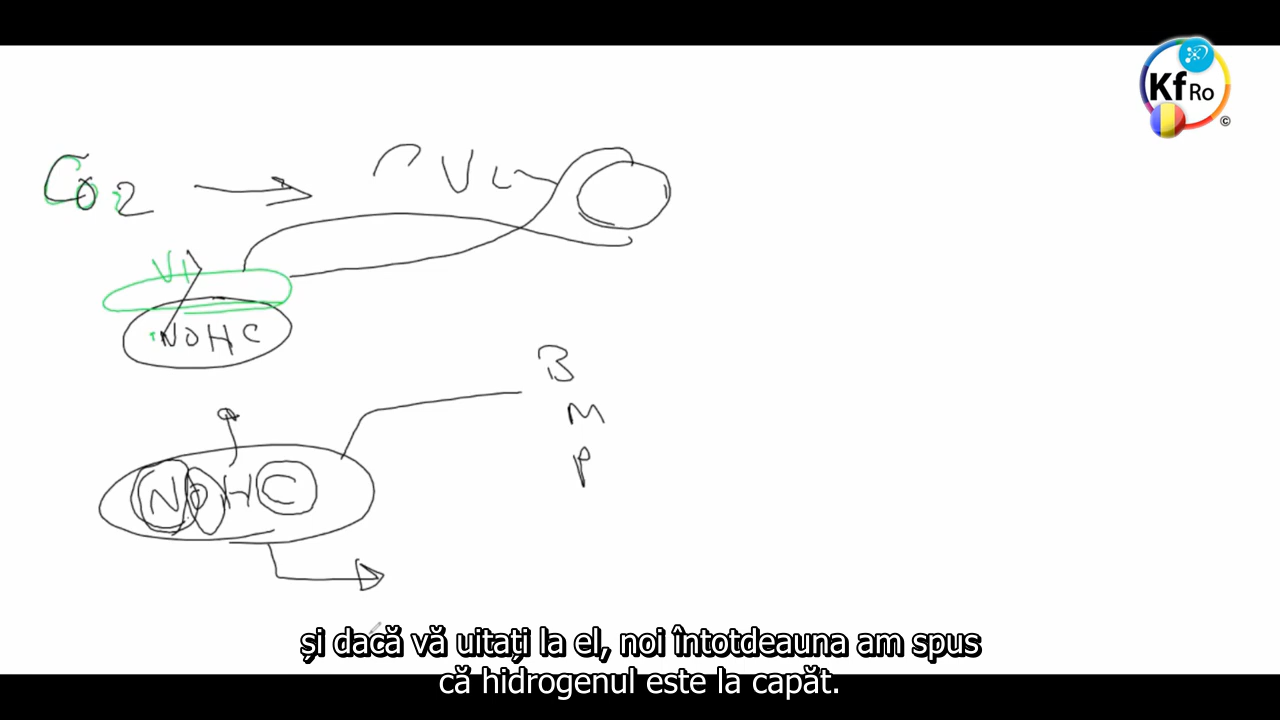 Kf Ro
©
CO2
V1
NOHC
B
M
P
NOHC
și dacă vă uitați la el, noi întotdeauna am spus
că hidrogenul este la capăt.